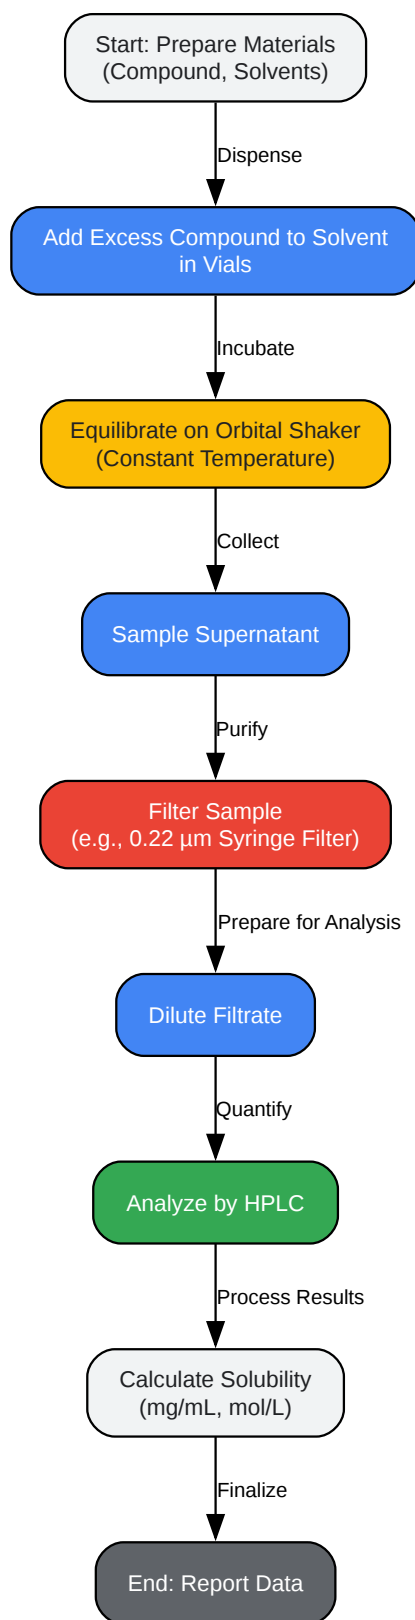 Start: Prepare Materials
(Compound, Solvents)
Dispense
Add Excess Compound to Solvent
in Vials
Incubate
Equilibrate on Orbital Shaker
(Constant Temperature)
Collect
Sample Supernatant
Purify
Filter Sample
(e.g., 0.22 µm Syringe Filter)
Prepare for Analysis
Dilute Filtrate
Quantify
Analyze by HPLC
Process Results
Calculate Solubility
(mg/mL, mol/L)
Finalize
End: Report Data